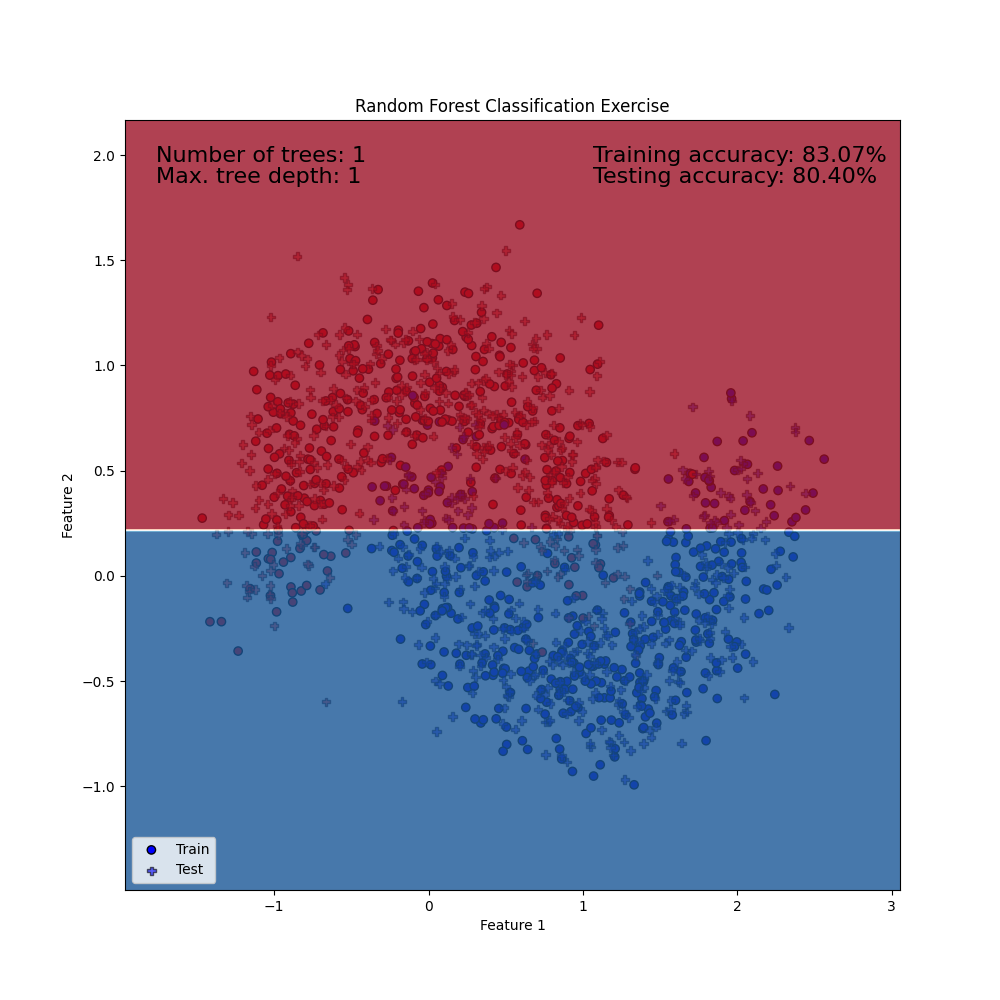 Random Forest Classification Exercise
Number of trees: 1
Max. tree depth: 1
Training accuracy: 83.07%
Testing accuracy: 80.40%
2.0
1.5
1.0
0.5
0.0
−0.5
−1.0
Feature 2
Train
Test
−1
0
1
2
3
Feature 1